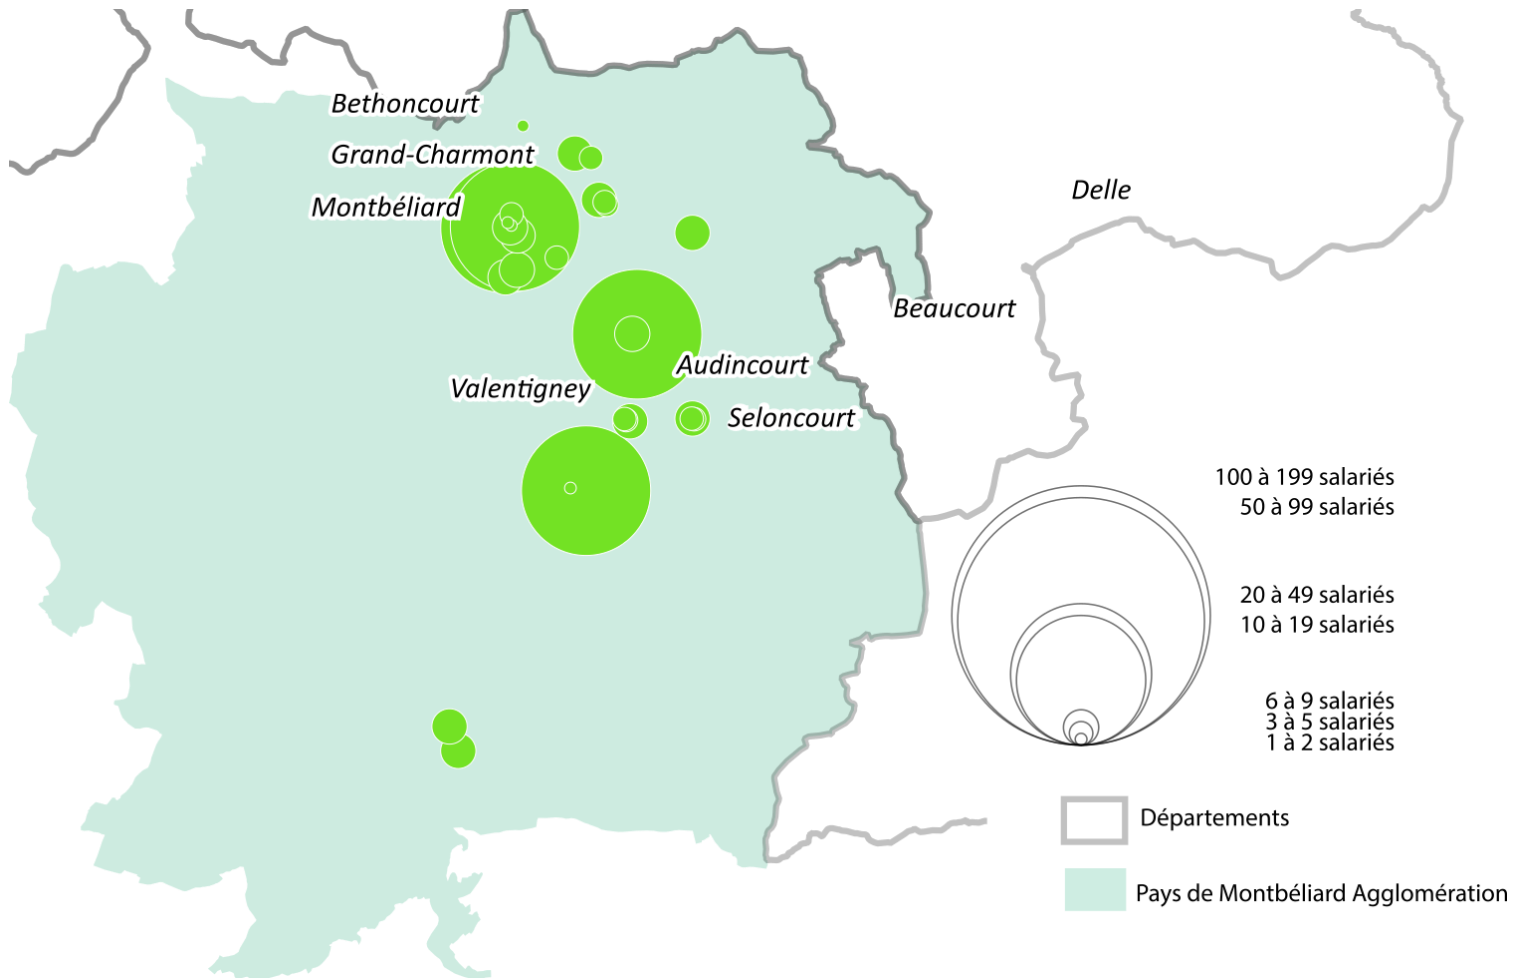 Bethoncourt
Grand-Charmont
Montbéliard
Delle
Beaucourt
Audincourt
Valentigney
Seloncourt
100 à 199 salariés
50 à 99 salariés
20 à 49 salariés
10 à 19 salariés
6 à 9 salariés
3 à 5 salariés
1 à 2 salariés
Départements
Pays de Montbéliard Agglomération